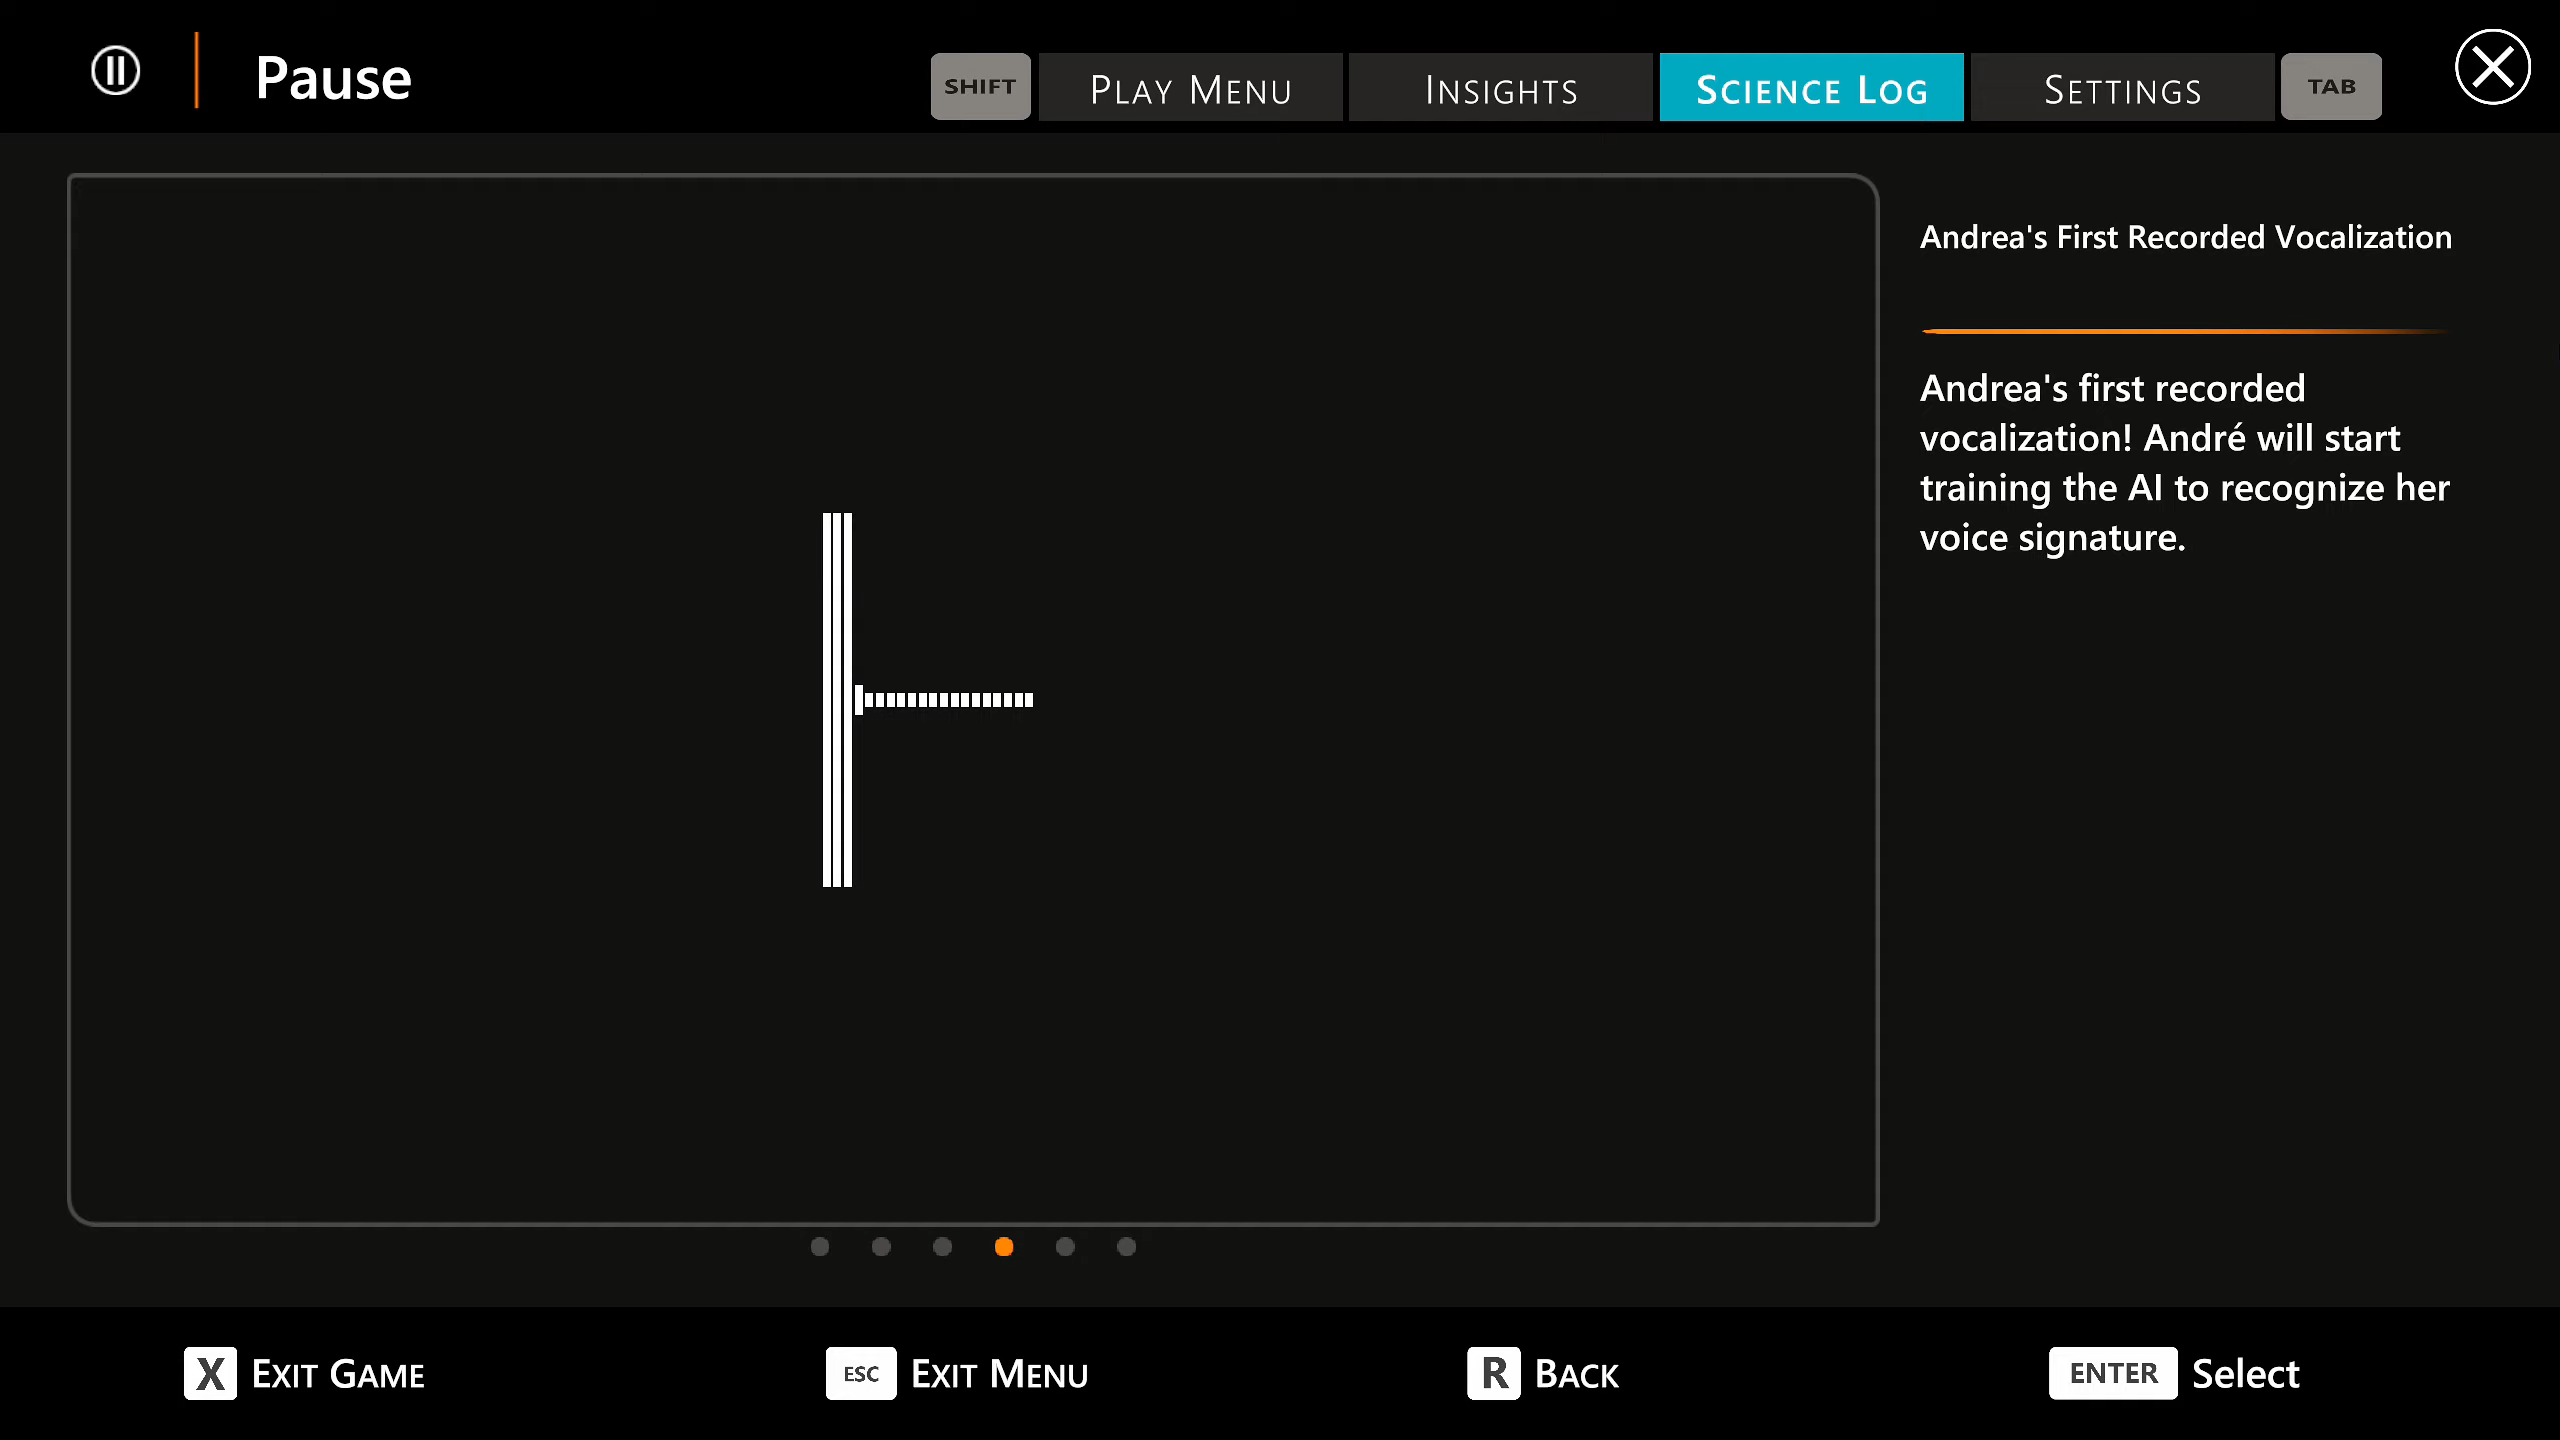 Pause
SHIFT
PLAY MENU
INSIGHTS
SCIENCE LOG
SETTINGS
TAB
Andrea's First Recorded Vocalization
Andrea's first recorded
vocalization! André will start
training the AI to recognize her
voice signature.
X EXIT GAME
ESC EXIT MENU
R BACK
ENTER Select